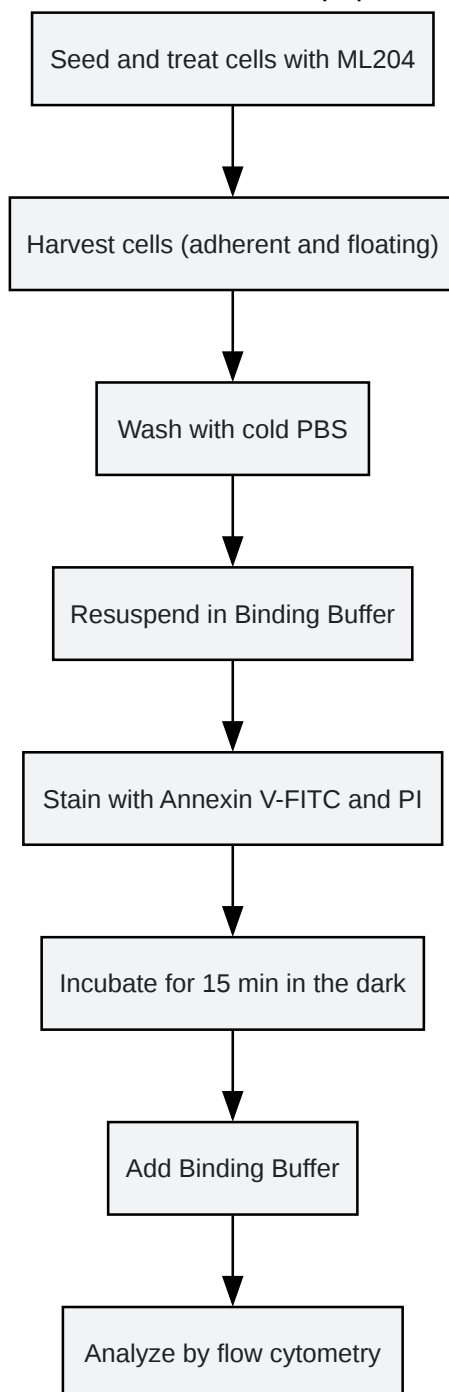 Seed and treat cells with ML204
Harvest cells (adherent and floating)
Wash with cold PBS
Resuspend in Binding Buffer
Stain with Annexin V-FITC and PI
Incubate for 15 min in the dark
Add Binding Buffer
Analyze by flow cytometry